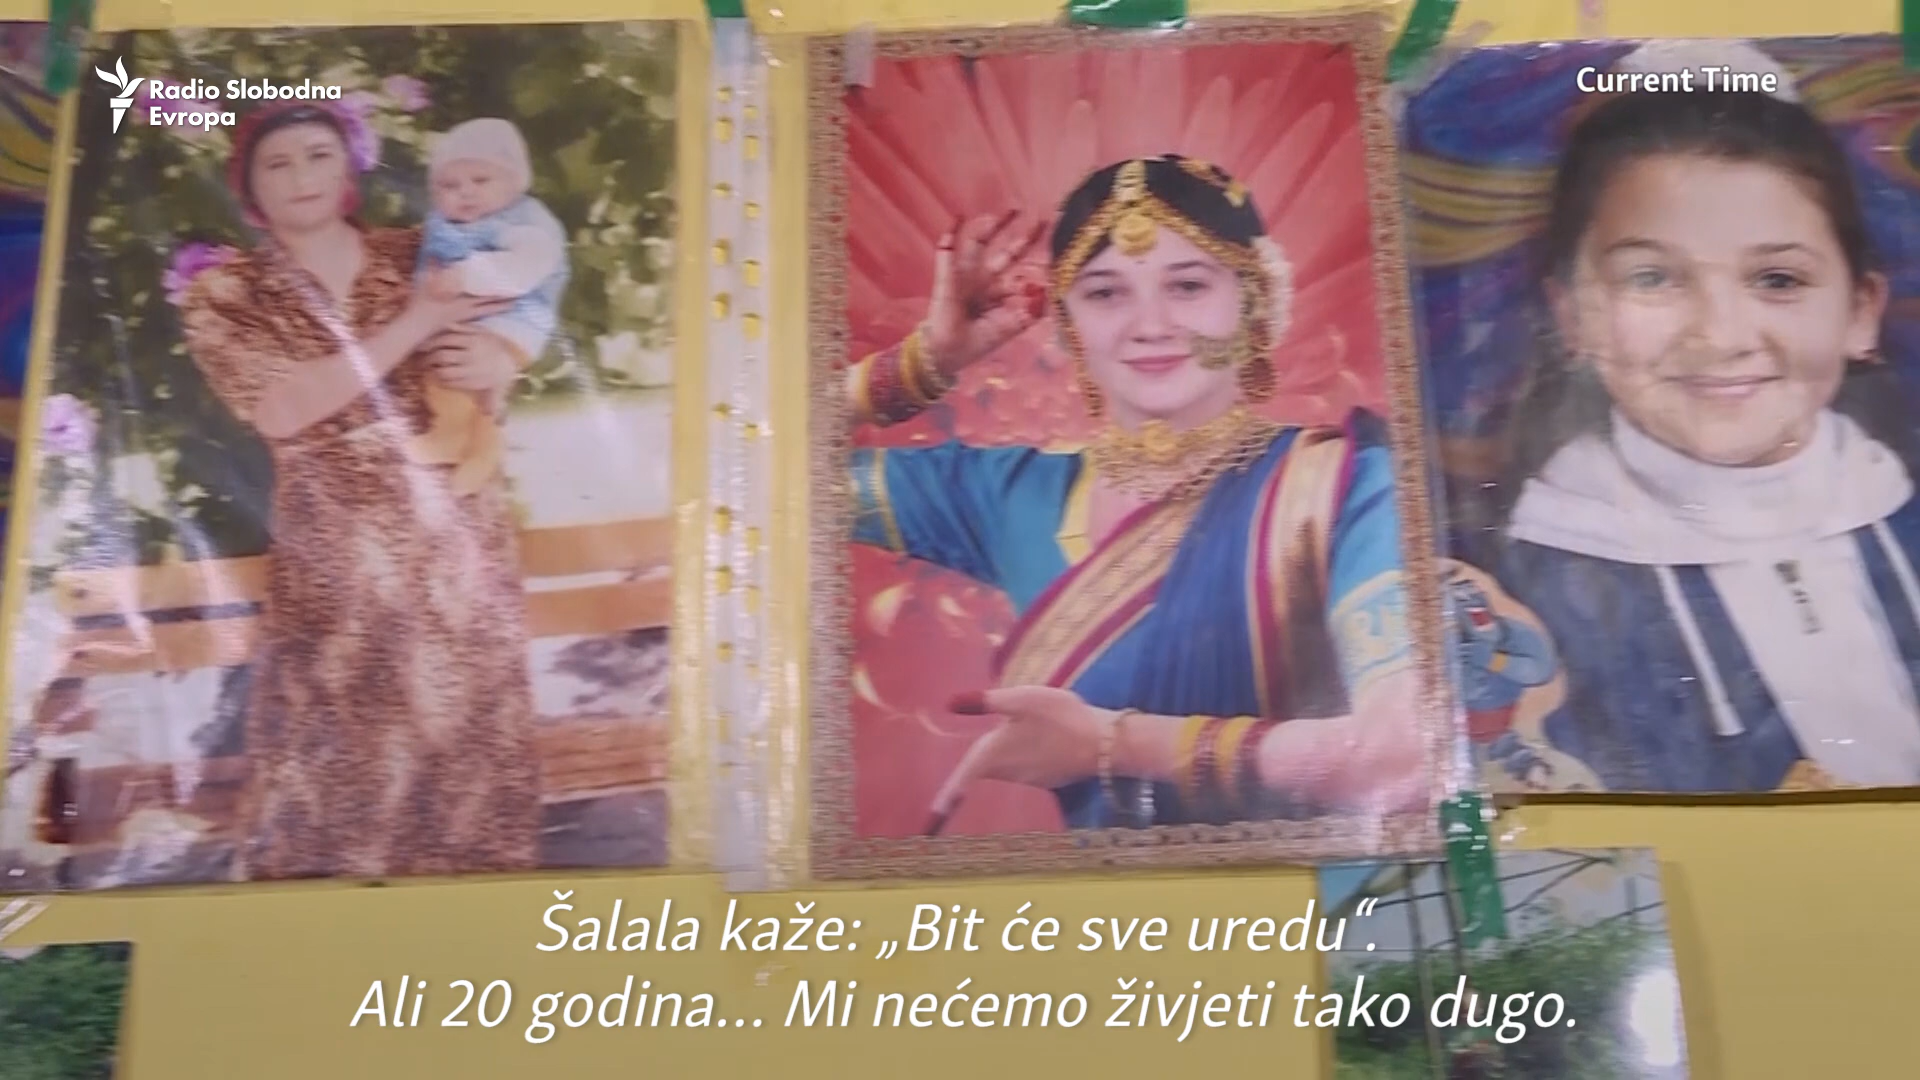 Radio Slobodna
Evropa
Current Time
Šalala kaže: „Bit će sve uredu“.
Ali 20 godina... Mi nećemo živjeti tako dugo.